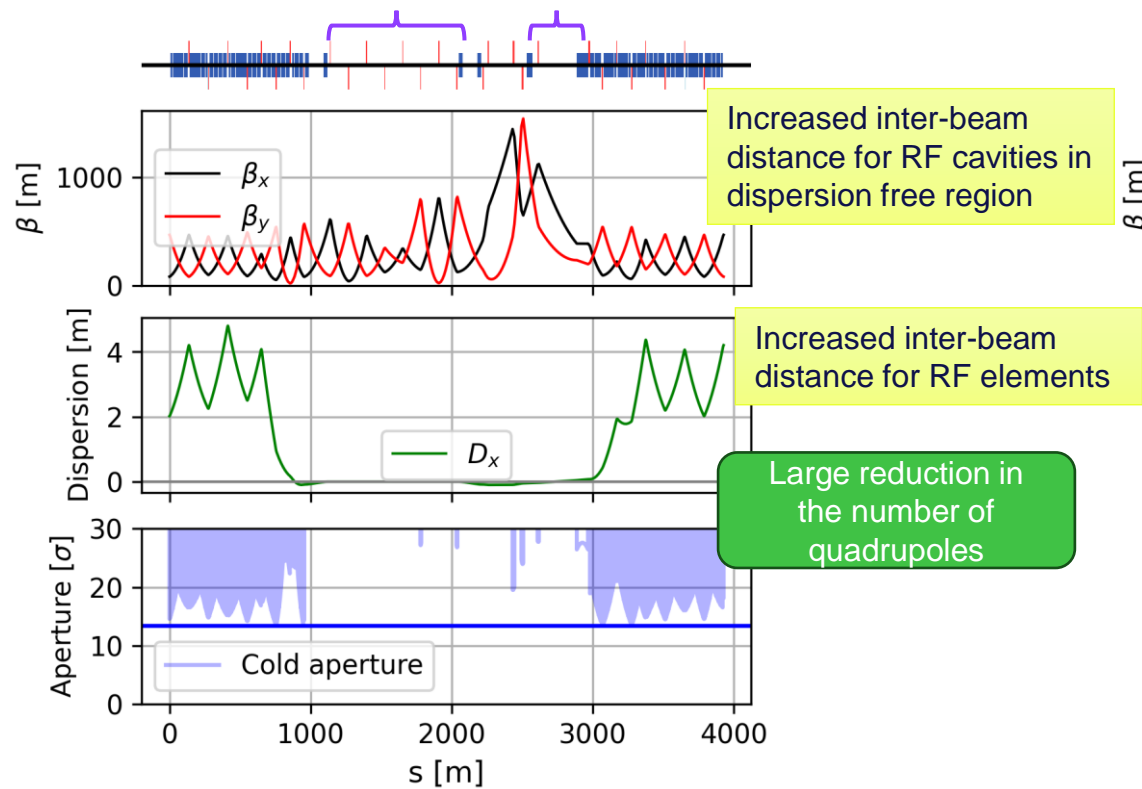 Increased inter-beam
distance for RF cavities in
dispersion free region
β [m]
1000
0
βx
βy
β [m]
Increased inter-beam
distance for RF elements
Dispersion [m]
4
2
0
Dx
Large reduction in
the number of
quadrupoles
Aperture [σ]
30
20
10
0
Cold aperture
0 1000 2000 3000 4000
s [m]